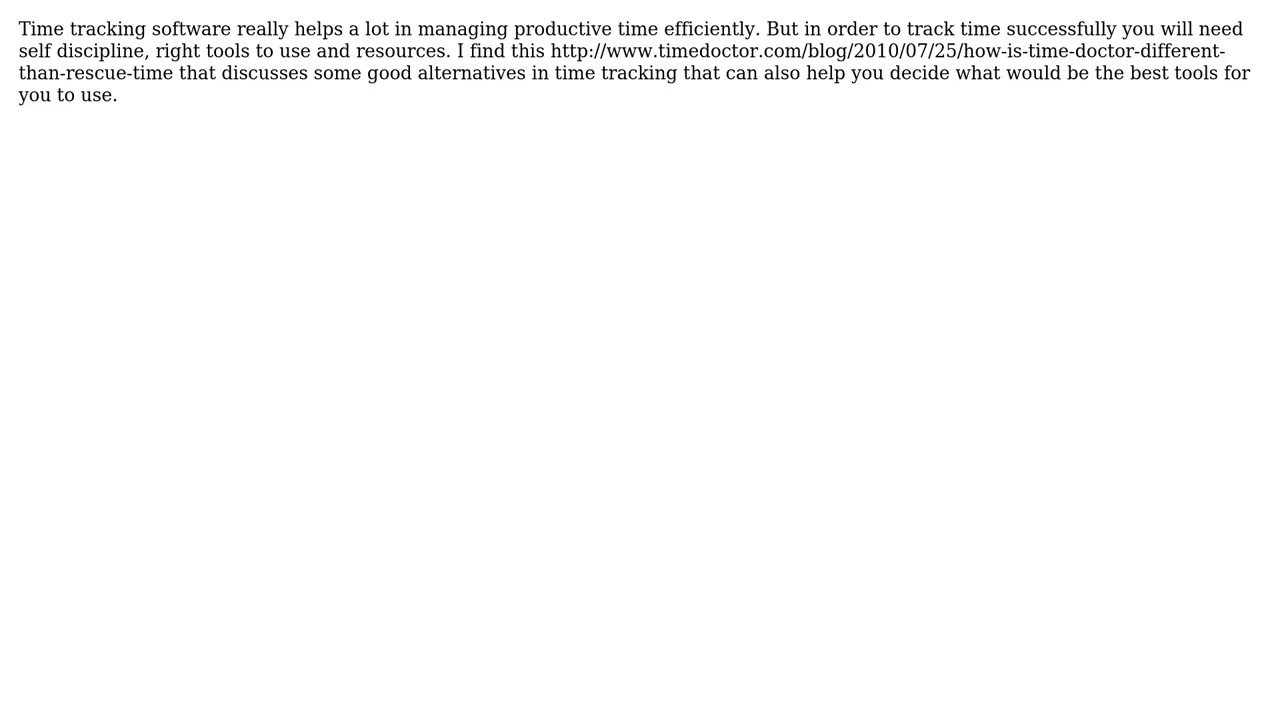 Time tracking software really helps a lot in managing productive time efficiently. But in order to track time successfully you will need
self discipline, right tools to use and resources. I find this http://www.timedoctor.com/blog/2010/07/25/how-is-time-doctor-different-
than-rescue-time that discusses some good alternatives in time tracking that can also help you decide what would be the best tools for
you to use.